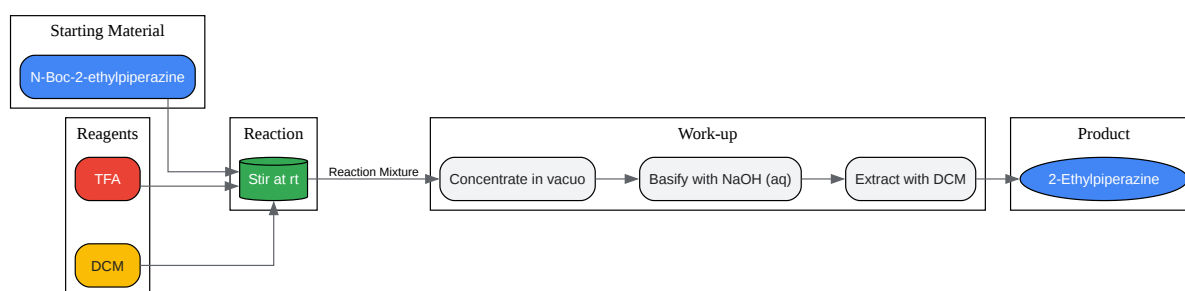 Starting Material
N-Boc-2-ethylpiperazine
Reagents
TFA
DCM
Reaction
Stir at rt
Reaction Mixture
Work-up
Concentrate in vacuo
Basify with NaOH (aq)
Extract with DCM
Product
2-Ethylpiperazine